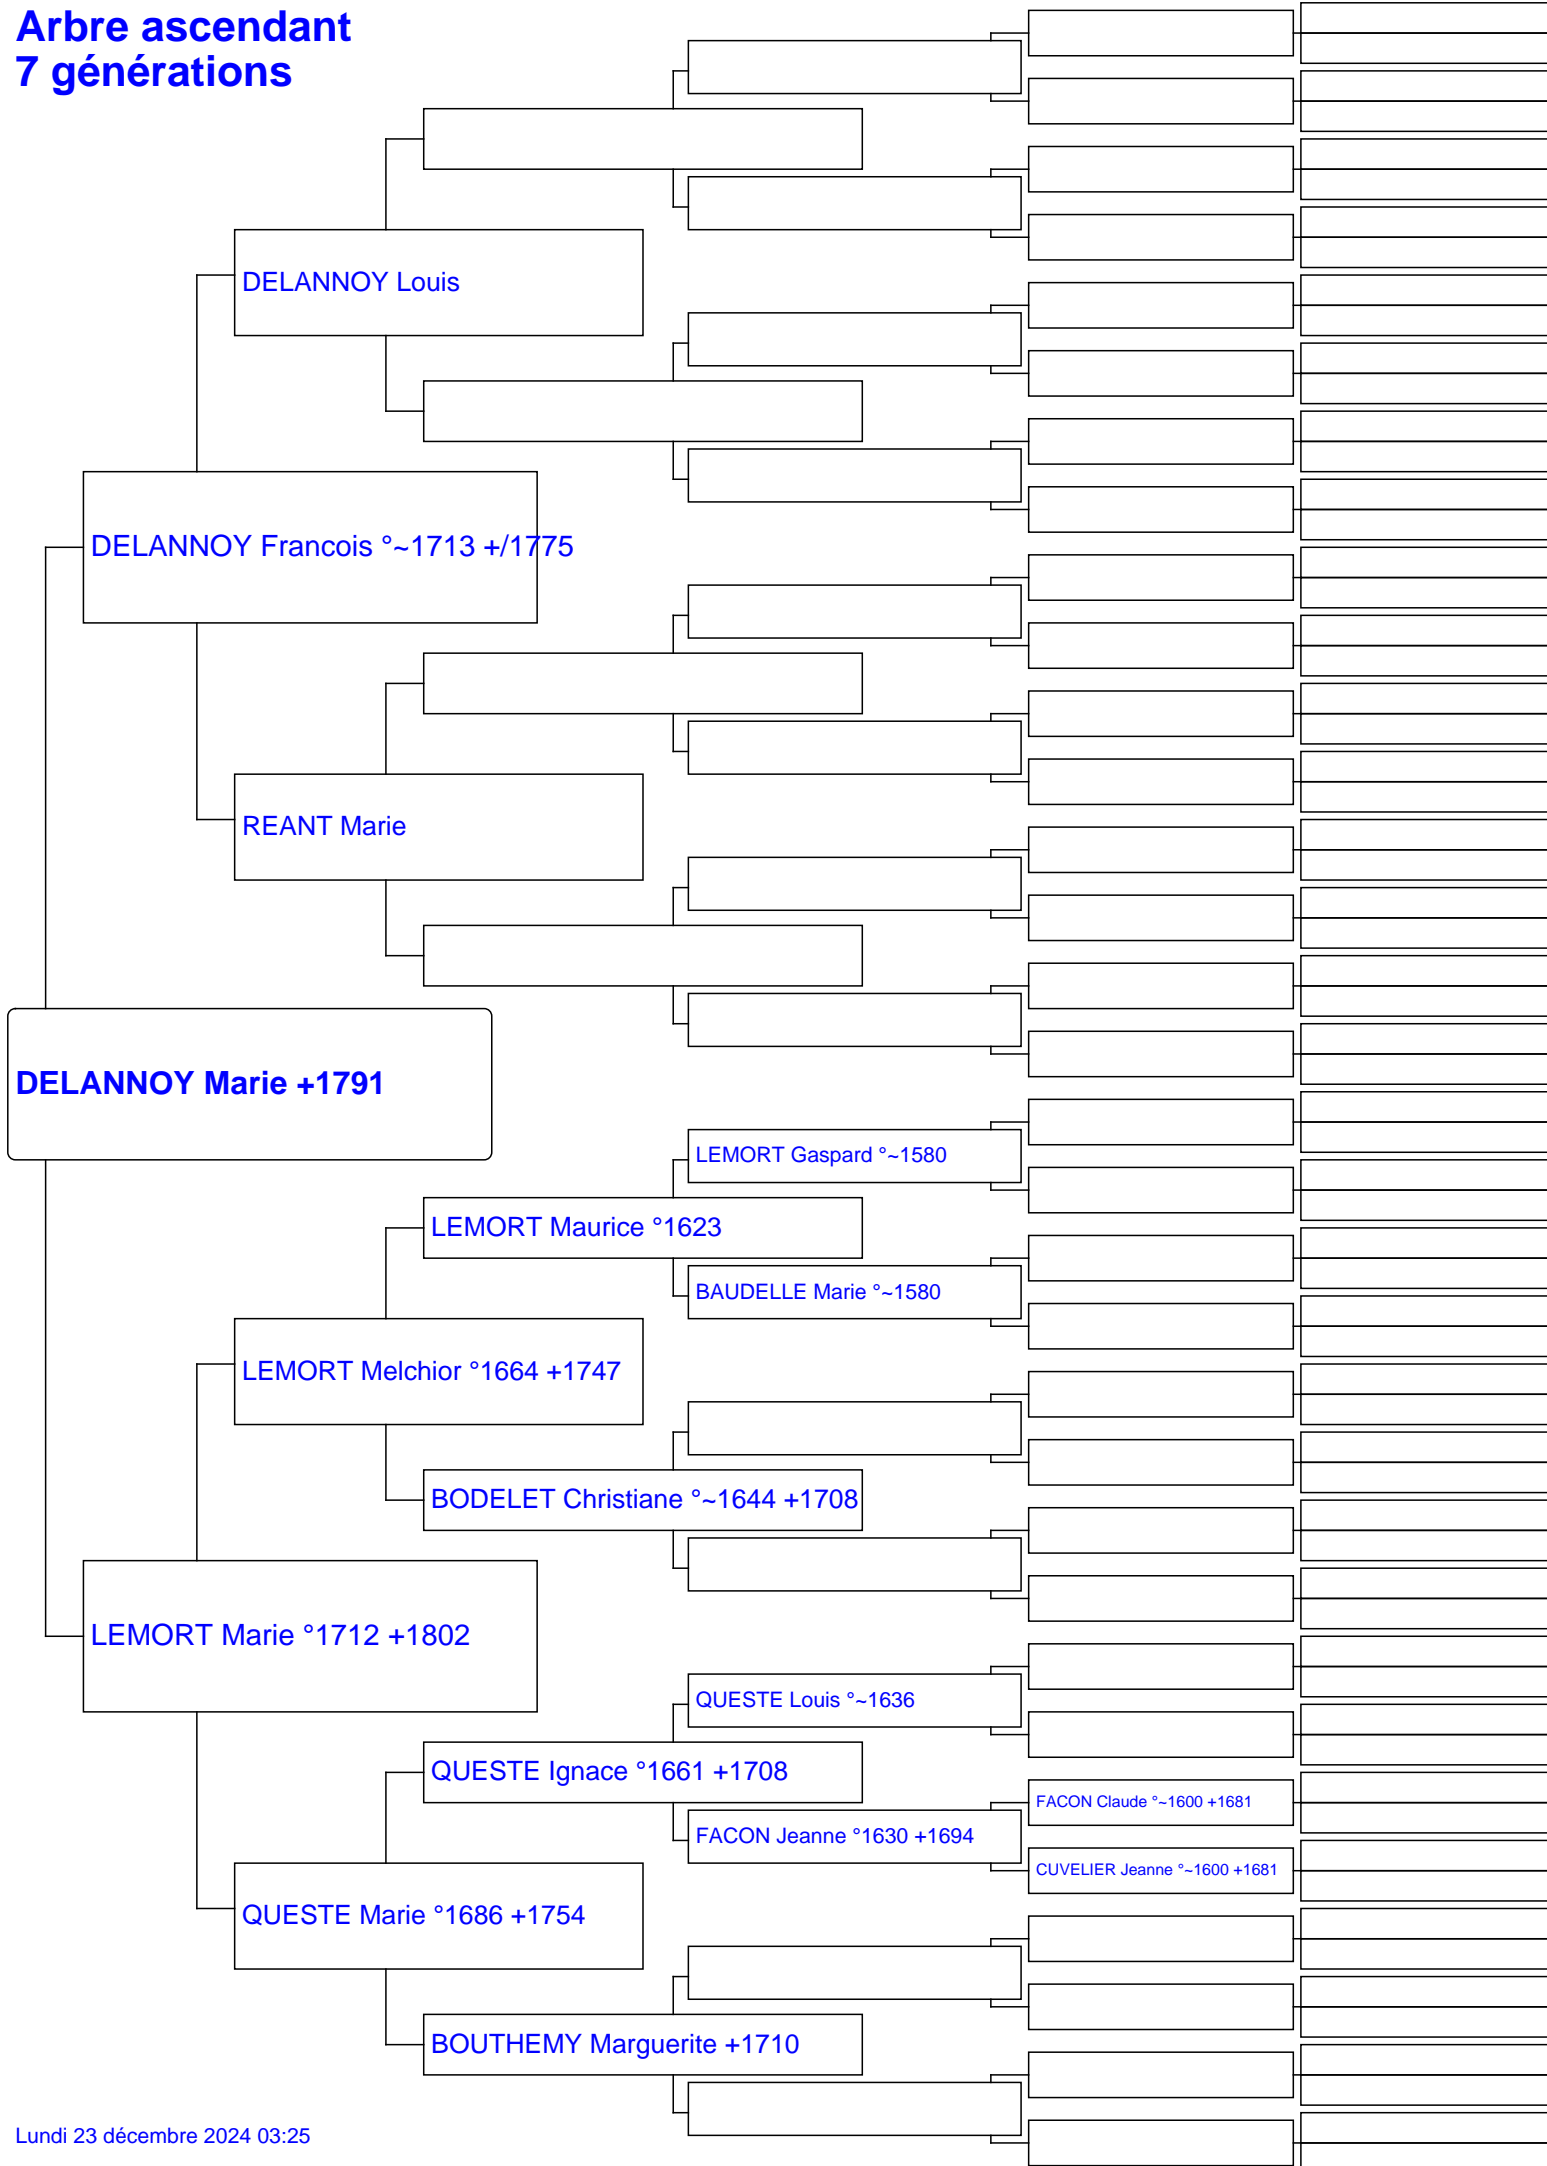 Arbre ascendant
7 générations
DELANNOY Louis
DELANNOY Francois °~1713 +/1775
REANT Marie
DELANNOY Marie +1791
LEMORT Gaspard °~1580
LEMORT Maurice °1623
BAUDELLE Marie °~1580
LEMORT Melchior °1664 +1747
BODELET Christiane °~1644 +1708
LEMORT Marie °1712 +1802
QUESTE Louis °~1636
QUESTE Ignace °1661 +1708
FACON Claude °~1600 +1681
FACON Jeanne °1630 +1694
CUVELIER Jeanne °~1600 +1681
QUESTE Marie °1686 +1754
BOUTHEMY Marguerite +1710
Lundi 23 décembre 2024 03:25